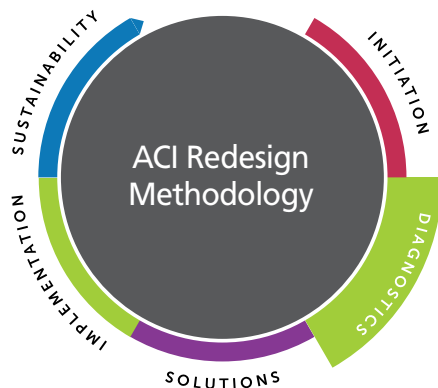 ACI Redesign
Methodology
INITIATION
DIAGNOSTICS
SOLUTIONS
IMPLEMENTATION
SUSTAINABILITY